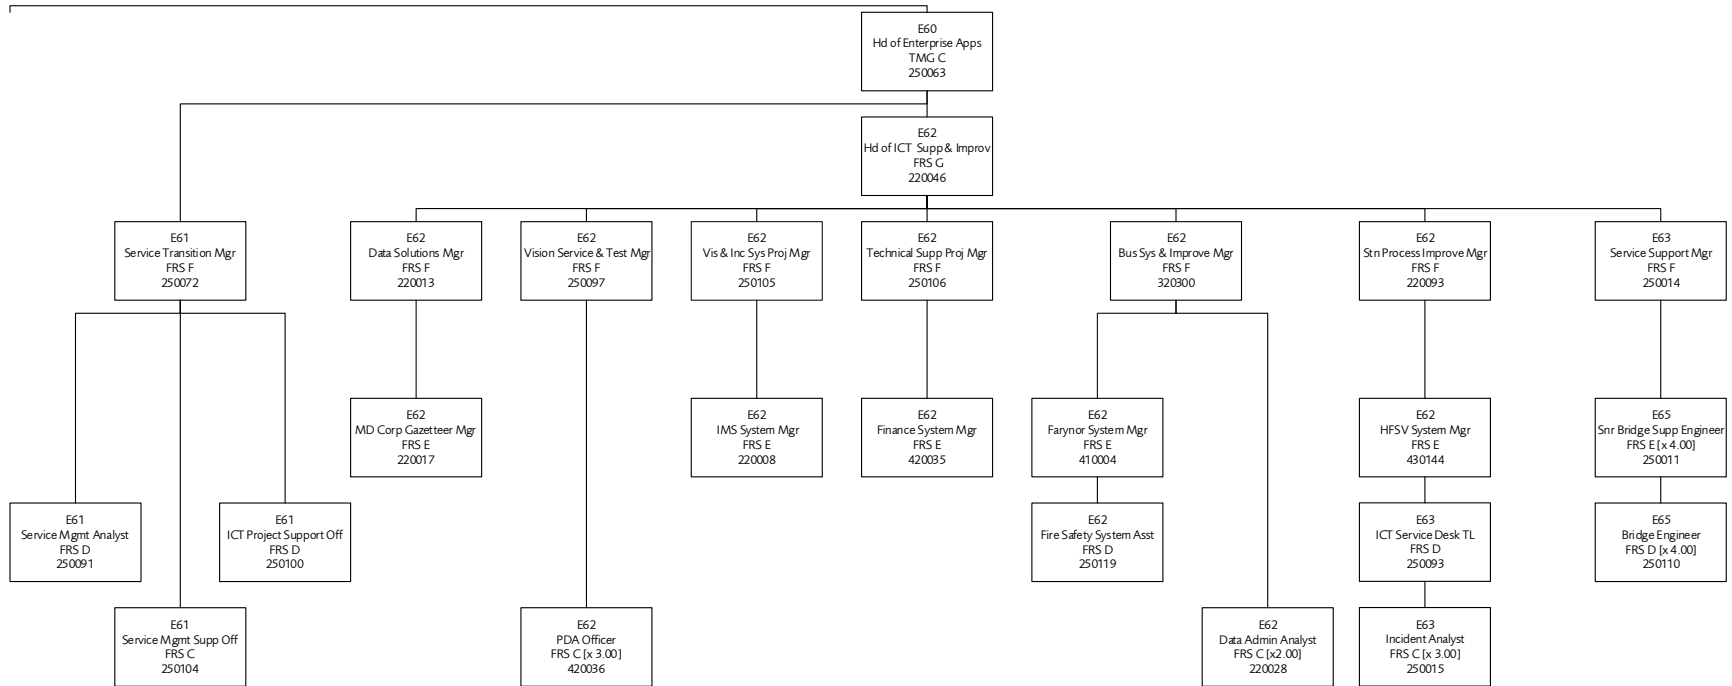 E60
Hd of Enterprise Apps
TMG C
250063
E62
Hd of ICT Supp & Improv
FRS G
220046
E61
Service Transition Mgr
FRS F
250072
E62
Data Solutions Mgr
FRS F
220013
E62
Vision Service & Test Mgr
FRS F
250097
E62
Vis & Inc Sys Proj Mgr
FRS F
250105
E62
Technical Supp Proj Mgr
FRS F
250106
E62
Bus Sys & Improve Mgr
FRS F
320300
E62
Stn Process Improve Mgr
FRS F
220093
E63
Service Support Mgr
FRS F
250014
E62
MD Corp Gazetteer Mgr
FRS E
220017
E62
IMS System Mgr
FRS E
220008
E62
Finance System Mgr
FRS E
420035
E62
Farynor System Mgr
FRS E
410004
E62
HFSV System Mgr
FRS E
430144
E65
Snr Bridge Supp Engineer
FRS E [x 4.00]
250011
E61
Service Mgmt Analyst
FRS D
250091
E61
ICT Project Support Off
FRS D
250100
E62
Fire Safety System Asst
FRS D
250119
E63
ICT Service Desk TL
FRS D
250093
E65
Bridge Engineer
FRS D [x 4.00]
250110
E61
Service Mgmt Supp Off
FRS C
250104
E62
PDA Officer
FRS C [x 3.00]
420036
E62
Data Admin Analyst
FRS C [x2.00]
220028
E63
Incident Analyst
FRS C [x 3.00]
250015